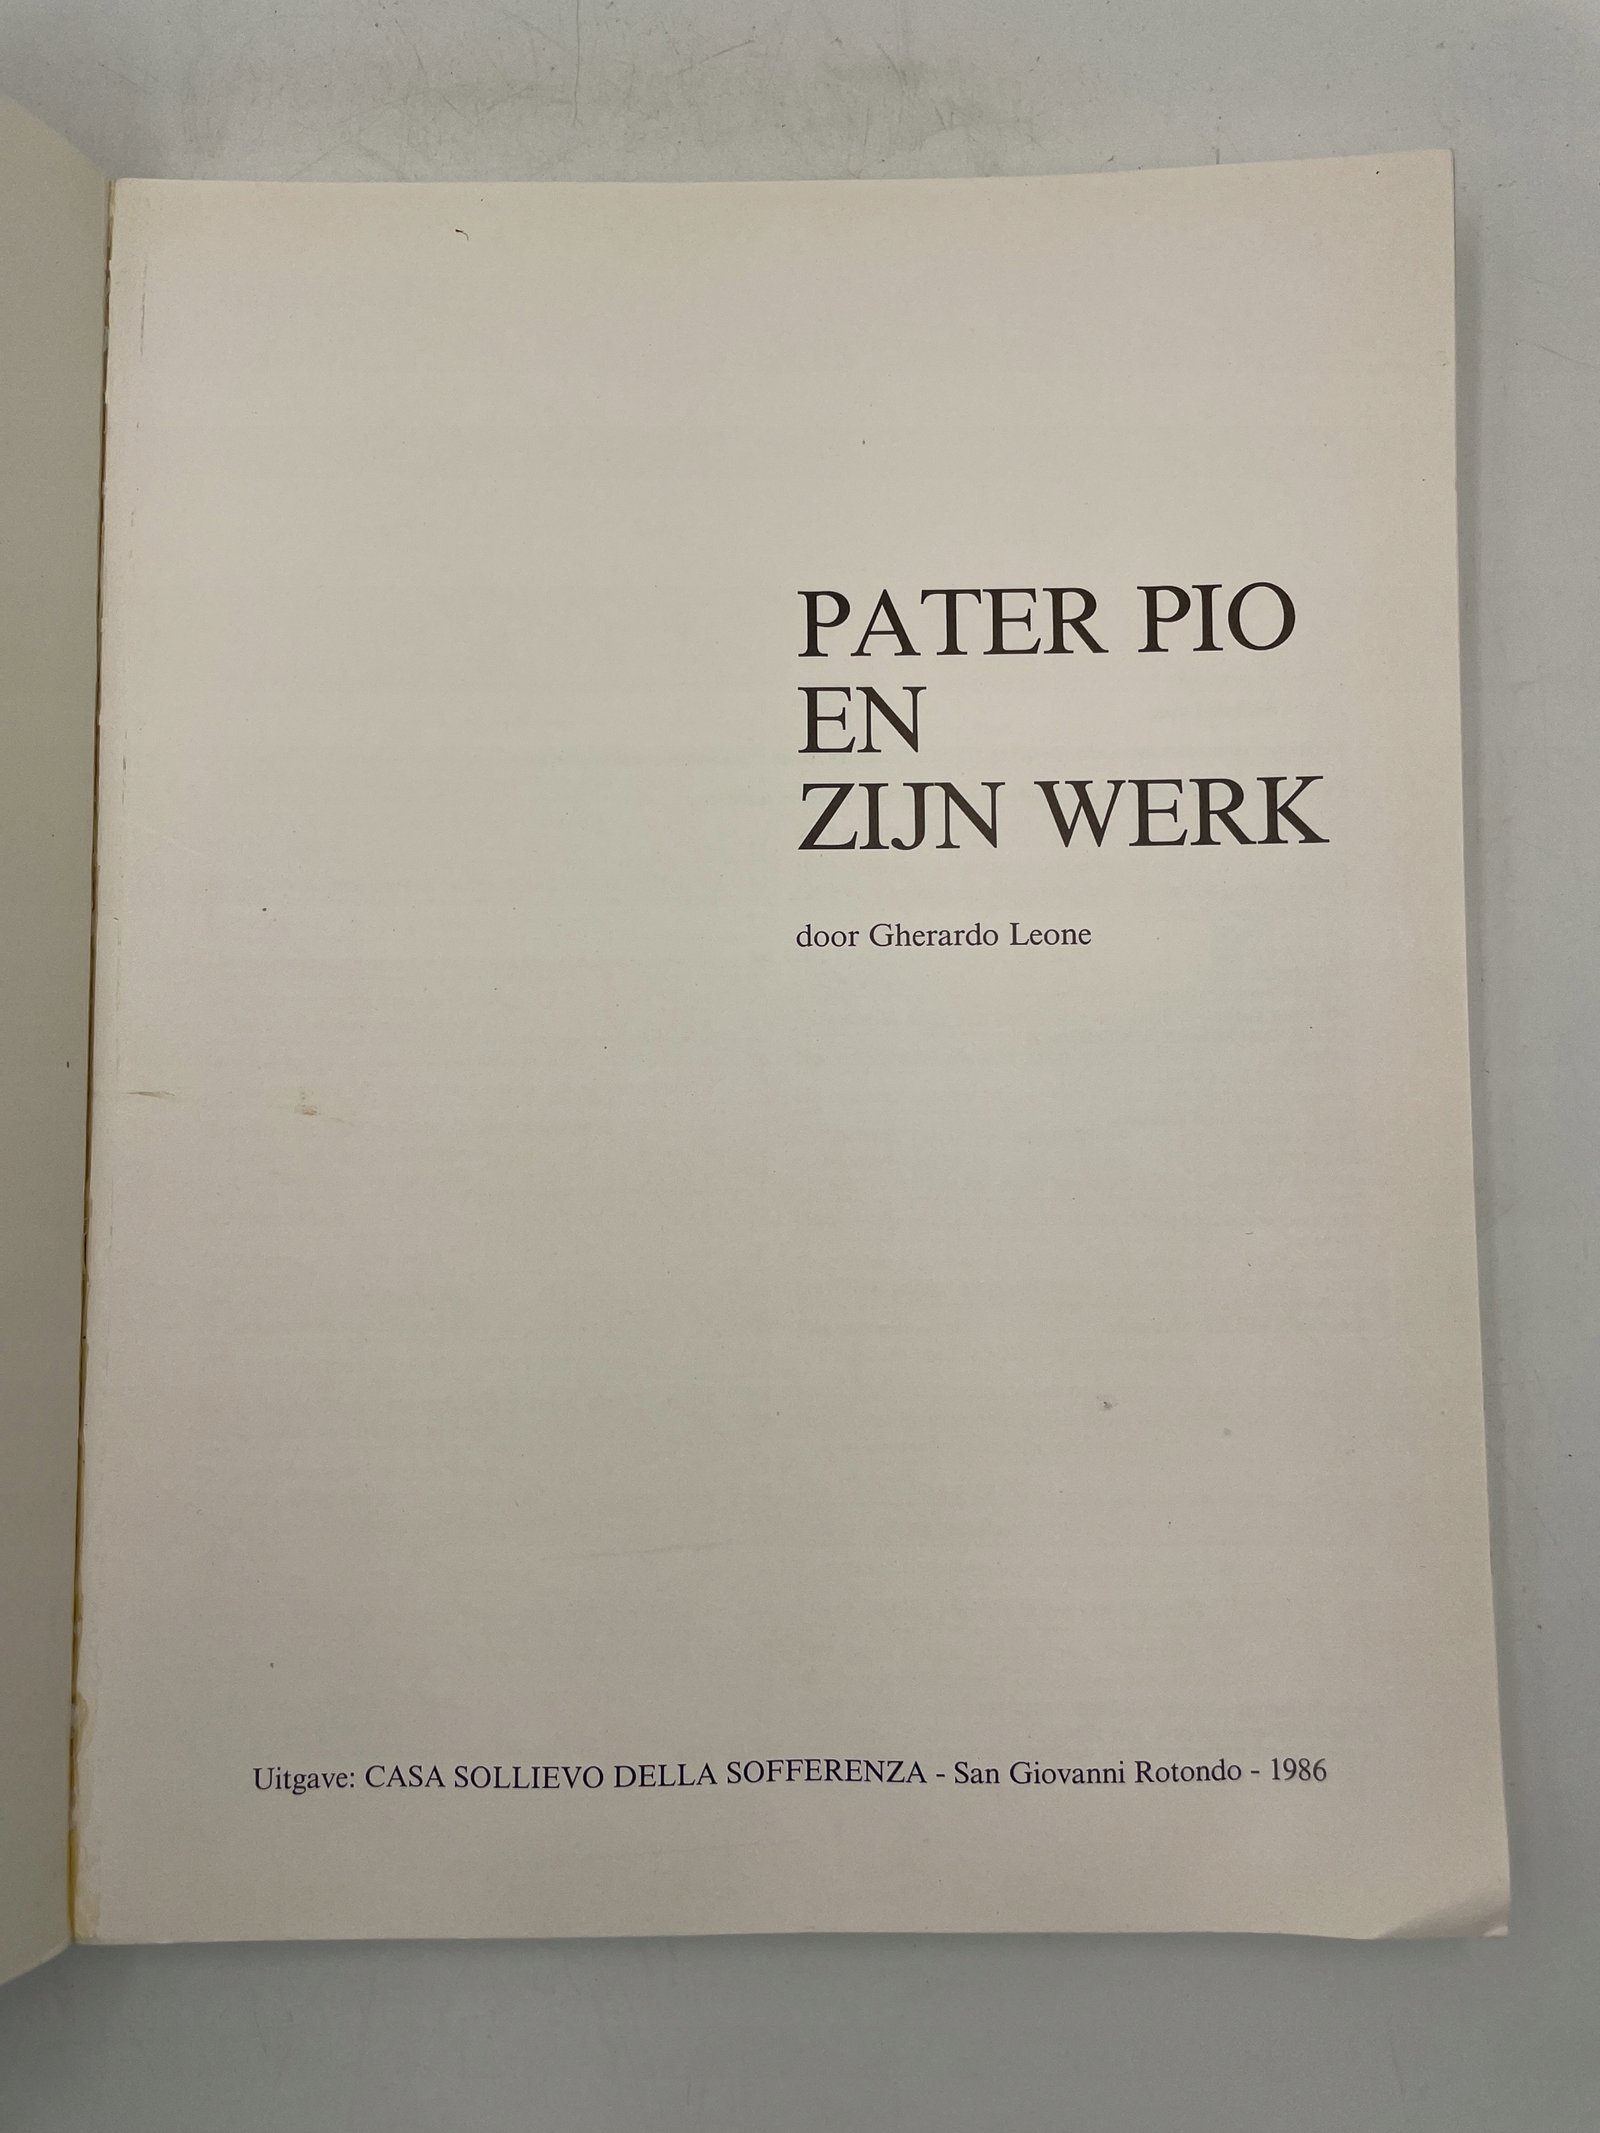 PATER PIO
EN
ZIJN WERK
door Gherardo Leone
Uitgave: CASA SOLLIEVO DELLA SOFFERENZA - San Giovanni Rotondo - 1986